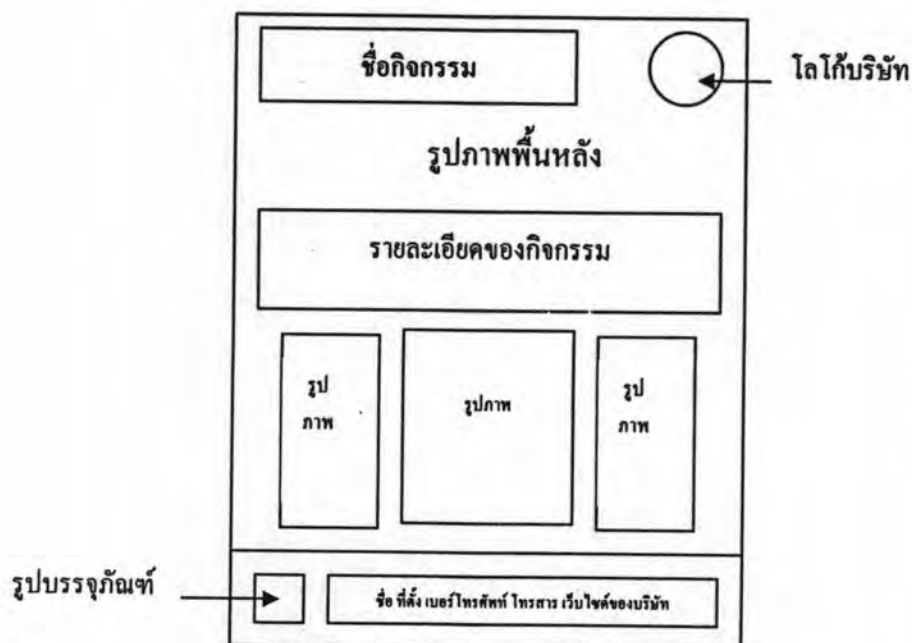 ชื่อกิจกรรม
โลโก้บริษัท
รูปภาพพื้นหลัง
รายละเอียดของกิจกรรม
รูป
ภาพ
รูปภาพ
รูป
ภาพ
รูปบรรจุภัณฑ์
ชื่อ ที่ตั้ง เบอร์โทรศัพท์ โทรสาร เว็บไซต์ของบริษัท